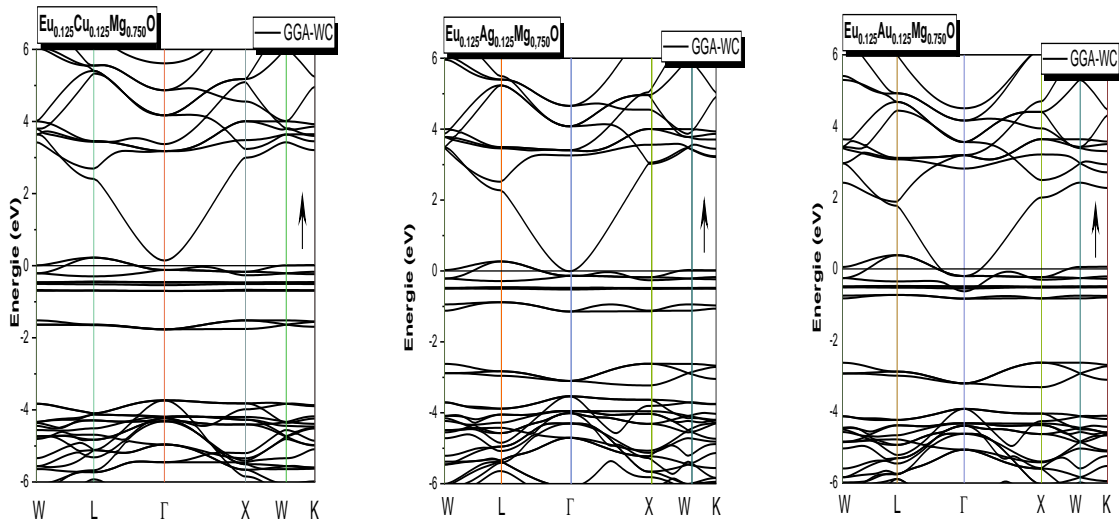 Eu0.125Cu0.125Mg0.750O
GGA-WC
6
4
2
0
-2
-4
-6
Energie (eV)
W L Γ X W K
Eu0.125Ag0.125Mg0,750O
GGA-WC
6
4
2
0
-2
-4
-6
Energie (eV)
W L Γ X W K
Eu0.125Au0.125Mg0.750O
GGA-WC
6
4
2
0
-2
-4
-6
Energie (eV)
W L Γ X W K